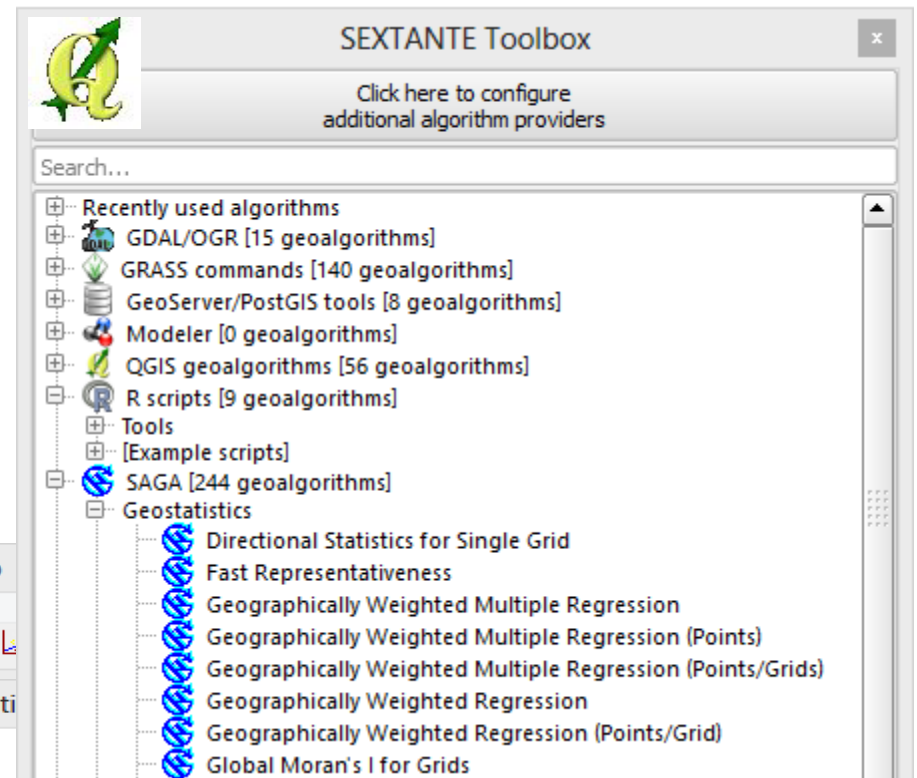 SEXTANTE Toolbox
x
Click here to configure
additional algorithm providers
Search...
Recently used algorithms
GDAL/OGR [15 geoalgorithms]
GRASS commands [140 geoalgorithms]
GeoServer/PostGIS tools [8 geoalgorithms]
Modeler [0 geoalgorithms]
QGIS geoalgorithms [56 geoalgorithms]
R scripts [9 geoalgorithms]
Tools
[Example scripts]
SAGA [244 geoalgorithms]
Geostatistics
Directional Statistics for Single Grid
Fast Representativeness
Geographically Weighted Multiple Regression
Geographically Weighted Multiple Regression (Points)
Geographically Weighted Multiple Regression (Points/Grids)
Geographically Weighted Regression
ti
Geographically Weighted Regression (Points/Grid)
Global Moran's I for Grids